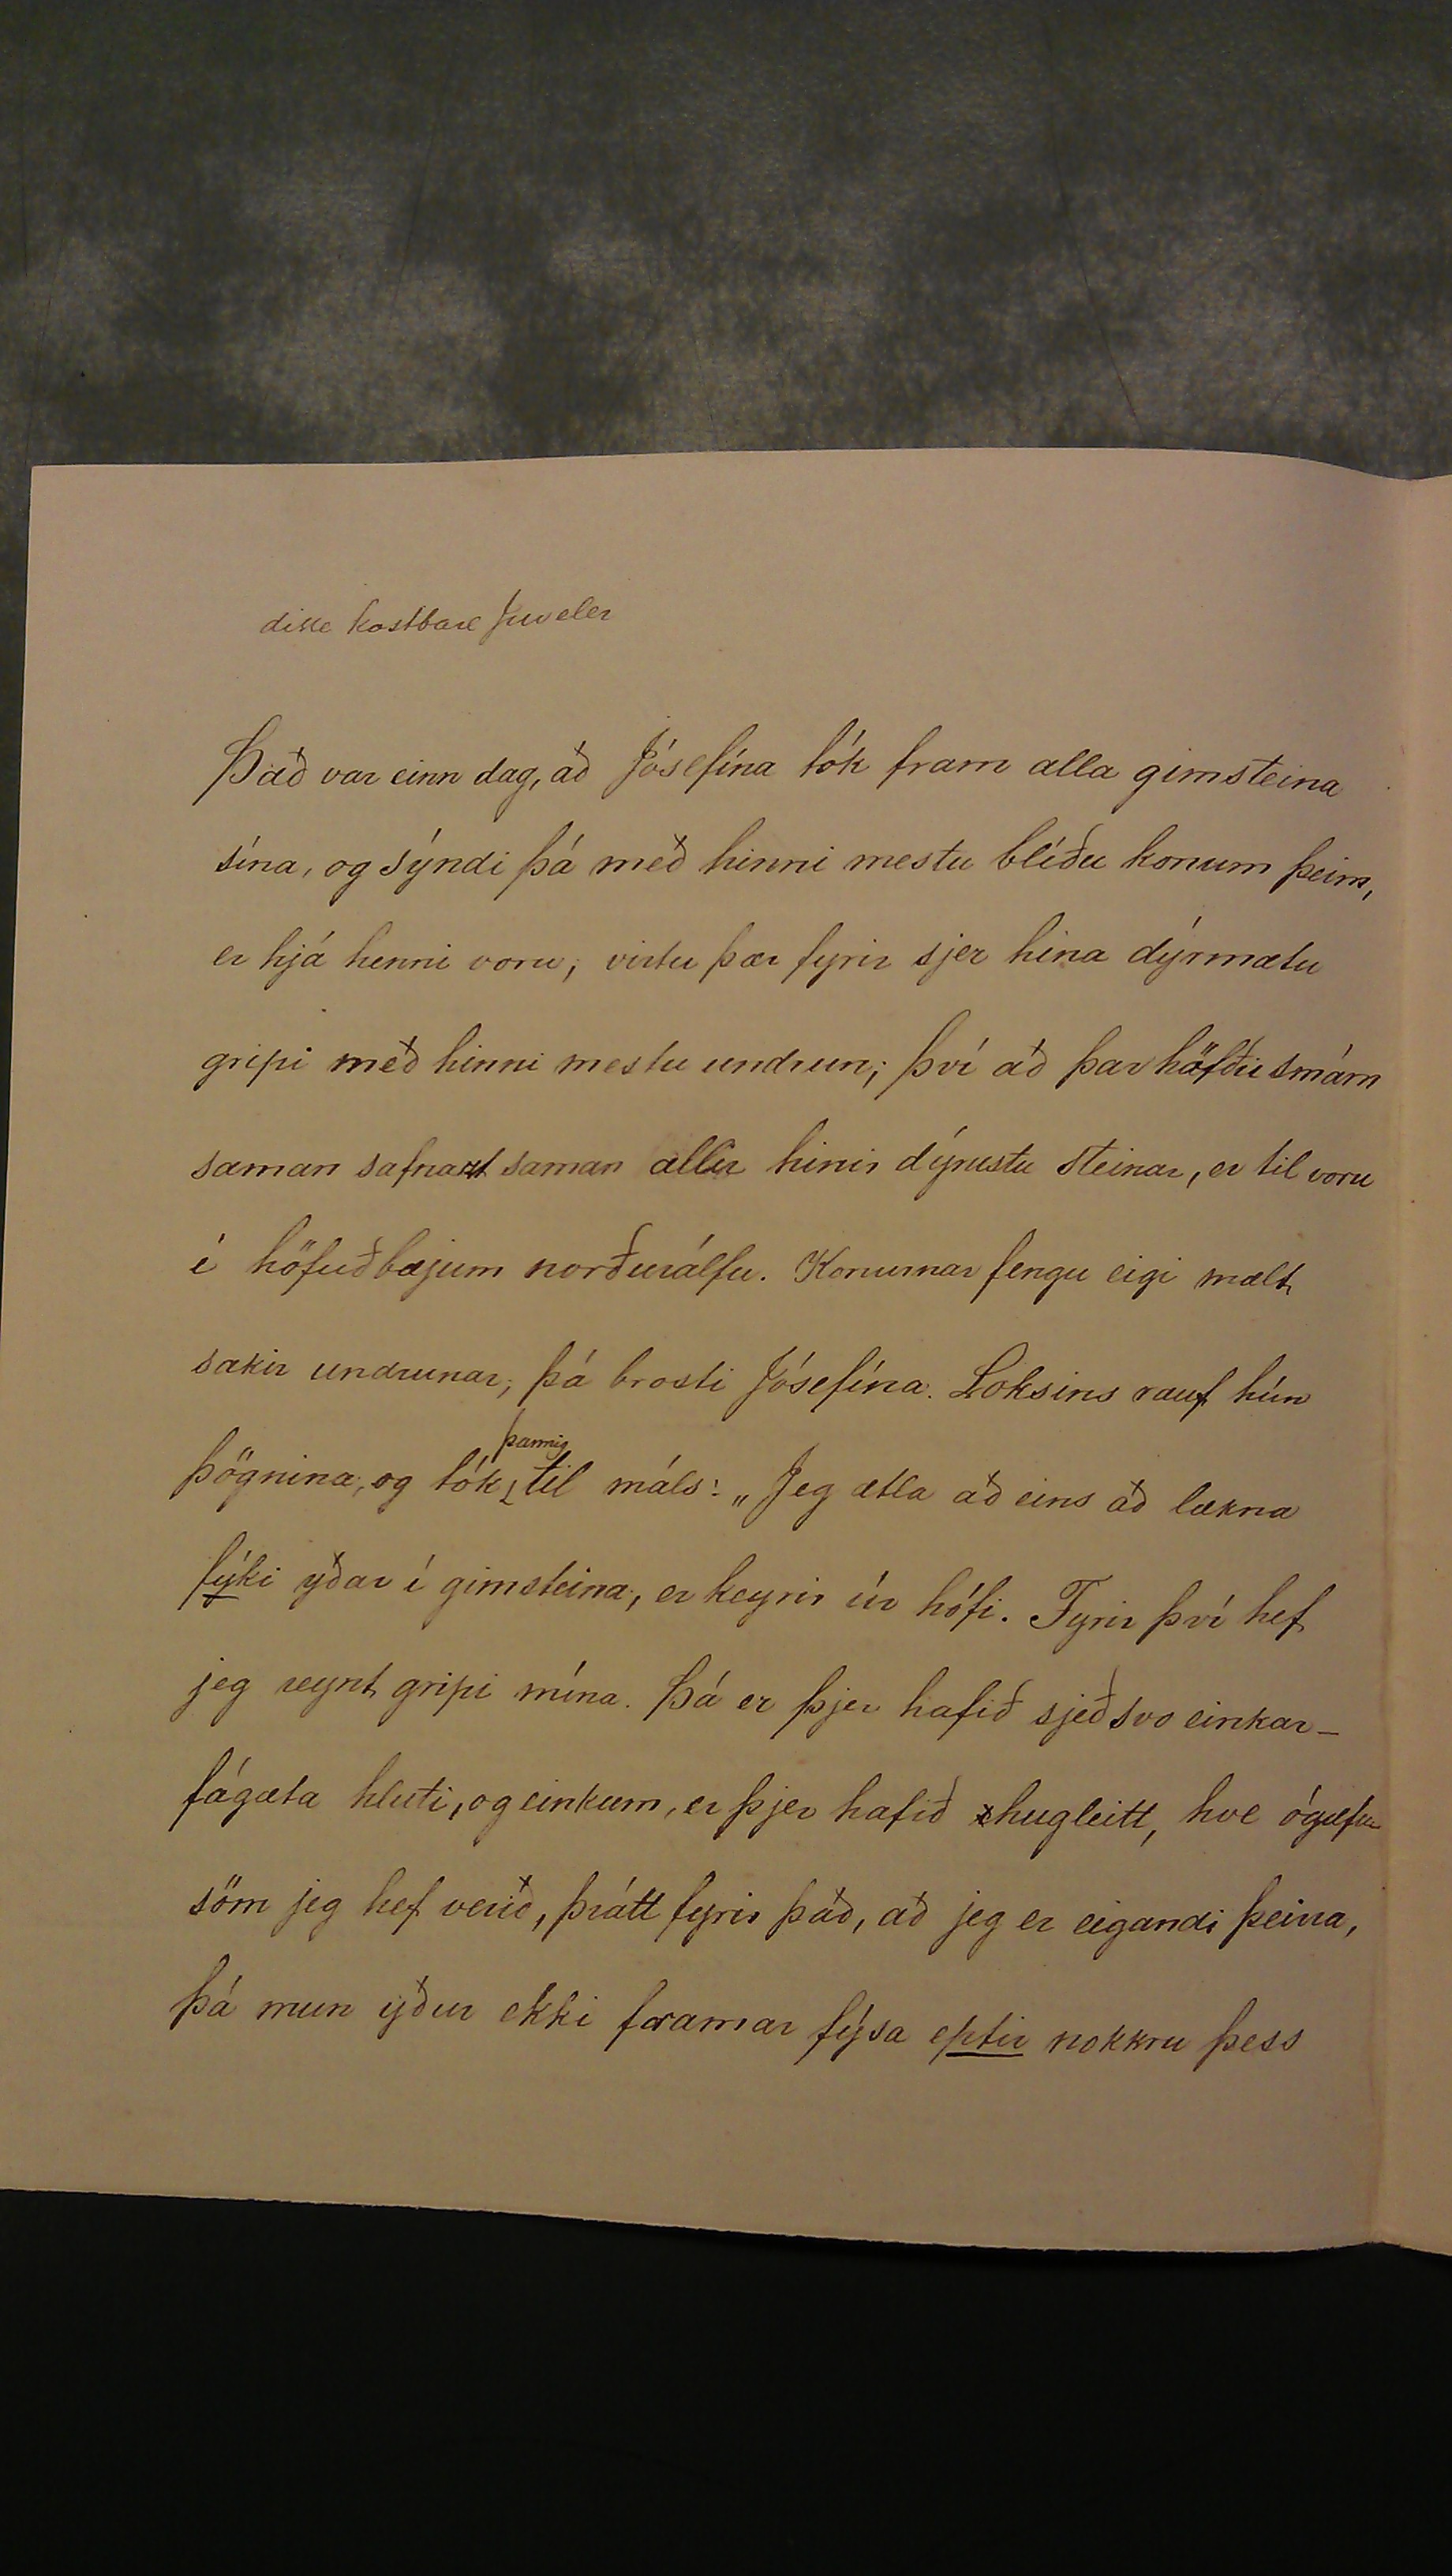 disse kostbare Juveler
Það var einn dag, að Jósefína tók fram alla gimsteina
sína, og sýndi þá með hinni mestu blíðu konum þeim,
er hjá henni voru; virtu þær fyrir sjer hina dýrmætu
gripi með hinni mestu undrun; því að þar höfðu smám
saman safnazt saman allir hinir dýrustu steinar, er til voru
í höfuðbæjum norðurálfu. Konurnar fengu eigi mælt
sakir undrunar; þá brosti Jósefína. Loksins rauf hún
þögnina, og tók þannig til máls: „Jeg ætla að eins að lækna
fýki yðar í gimsteina, er keyrir úr hófi. Fyrir því hef
jeg reynt gripi mína. Þá er þjer hafið sjeð svo einkar-
fágæta hluti, og einkum, er þjer hafið hugleitt, hve ógæfu
söm jeg hef verið, þrátt fyrir það, að jeg er eigandi þeirra,
þá mun yður ekki framar fýsa eptir nokkru þess